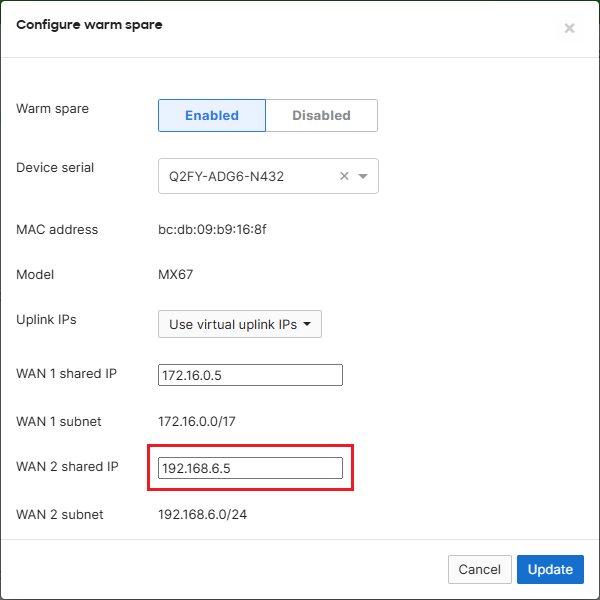 Configure warm spare
Warm spare
Enabled
Disabled
Device serial
Q2FY-ADG6-N432
MAC address
bc:db:09:b9:16:8f
Model
MX67
Uplink IPs
Use virtual uplink IPs
WAN 1 shared IP
172.16.0.5
WAN 1 subnet
172.16.0.0/17
WAN 2 shared IP
192.168.6.5
WAN 2 subnet
192.168.6.0/24
Cancel
Update